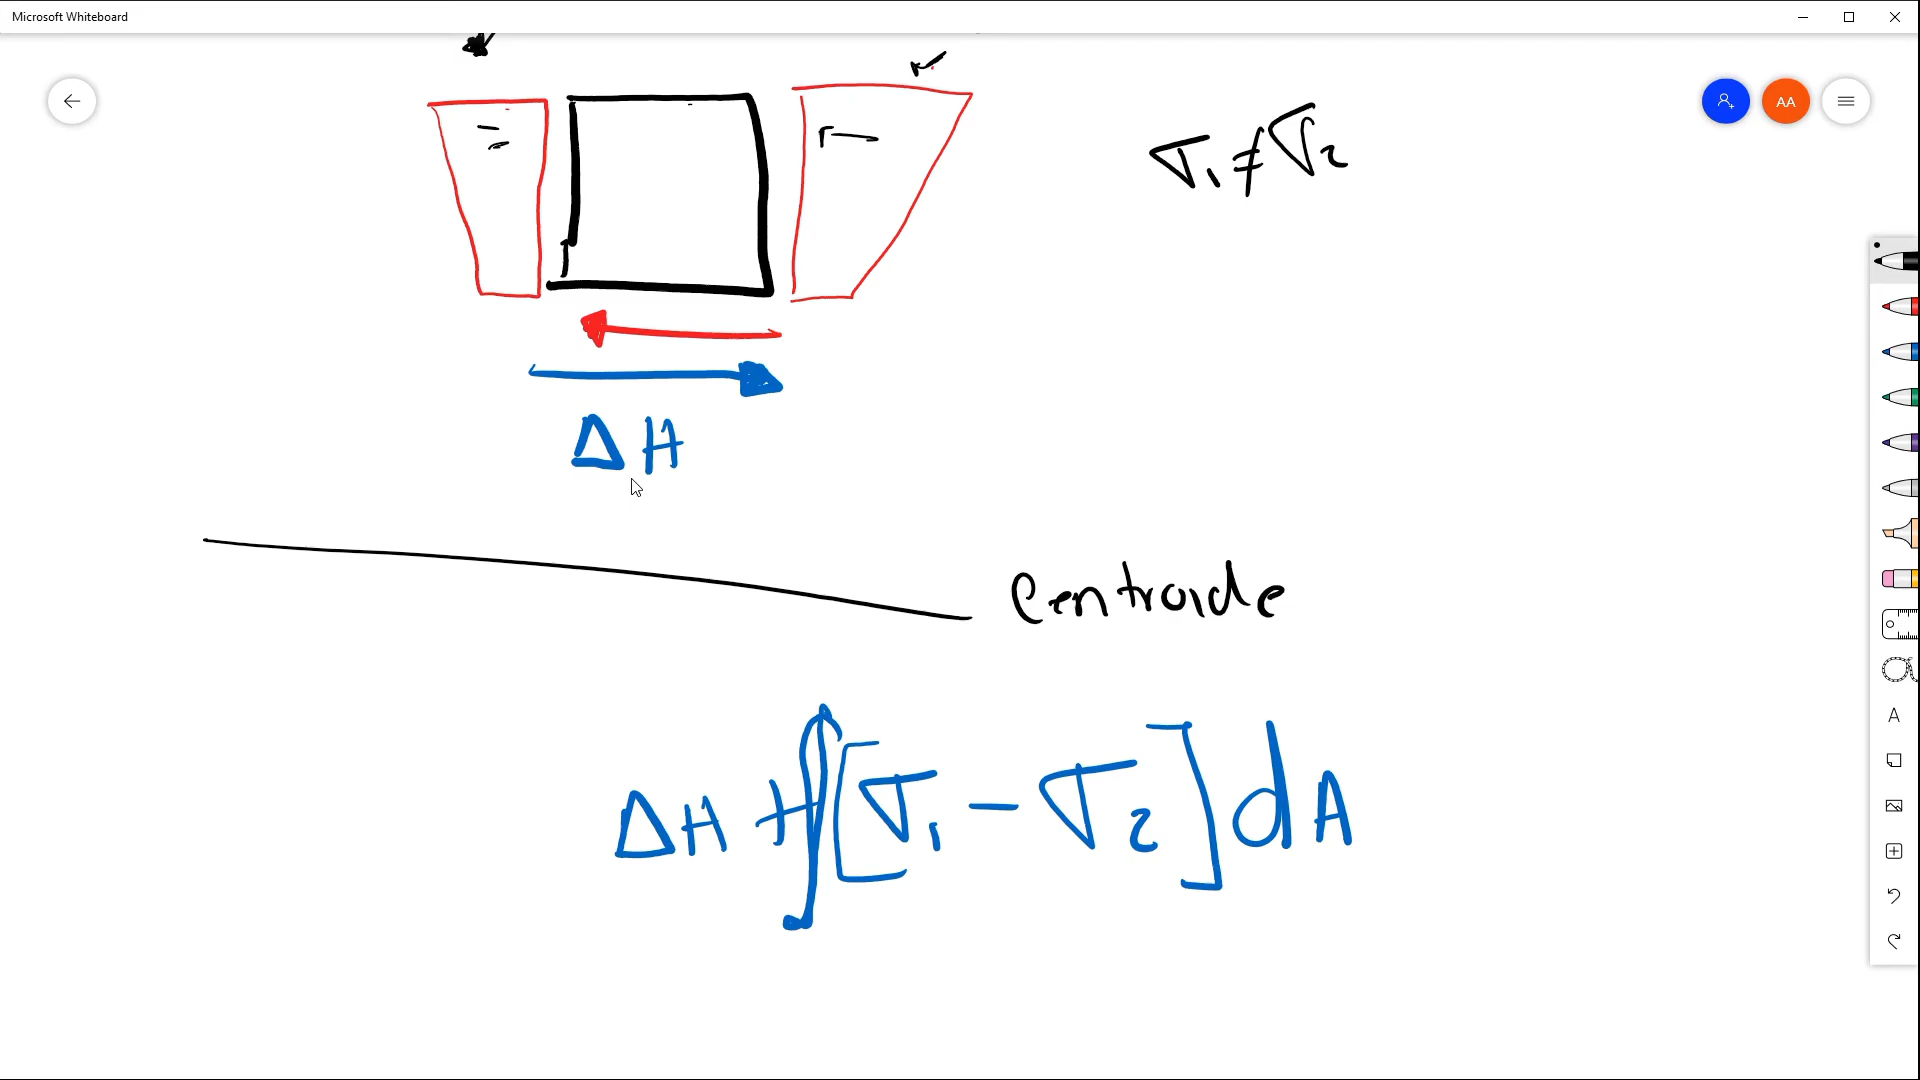 Microsoft Whiteboard
AA
σ₁ ≠ σ₂
ΔH
Centroide
ΔH + ∫[σ₁ - σ₂] dA
A